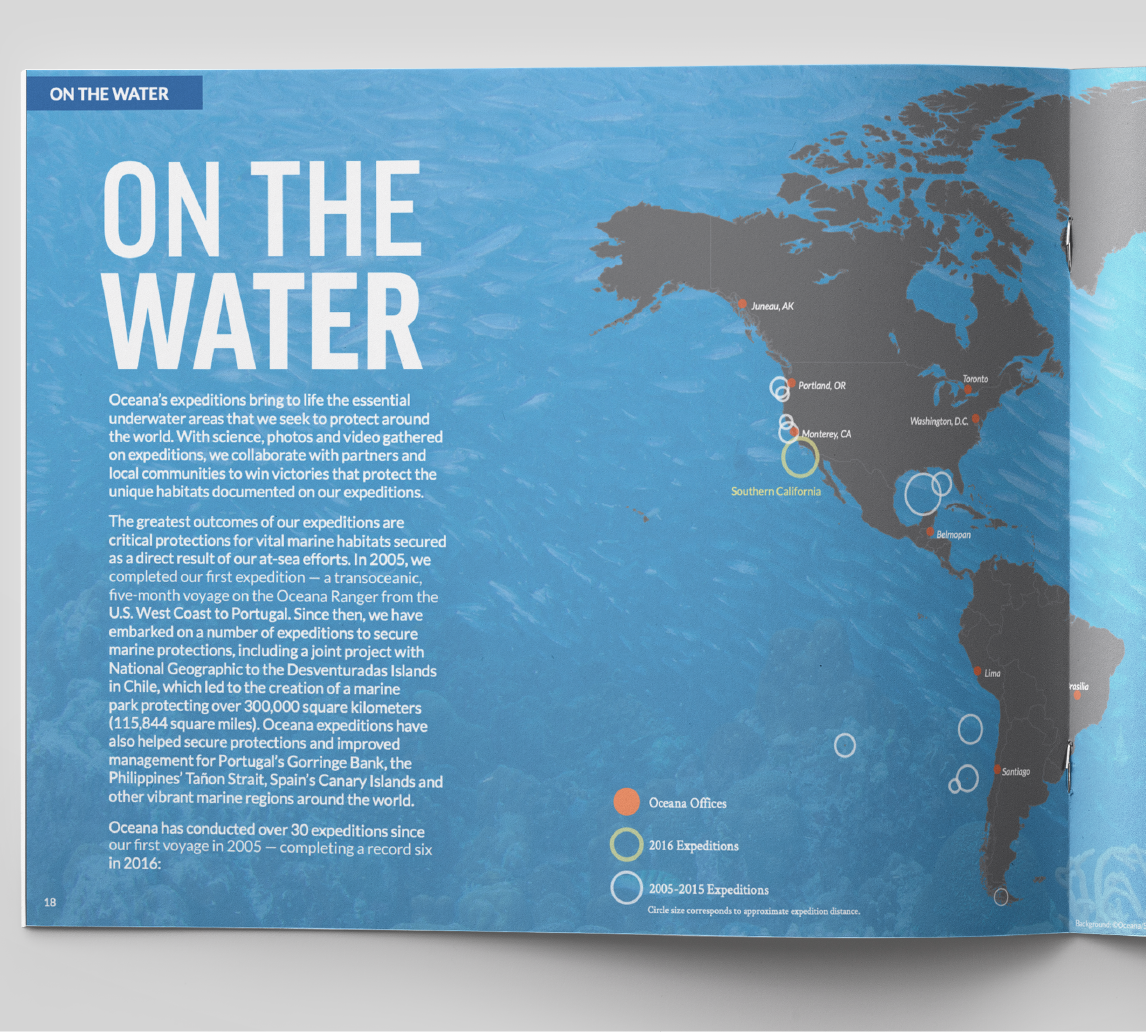 ON THE WATER
ON THE
WATER
Oceana's expeditions bring to life the essential
underwater areas that we seek to protect around
the world. With science, photos and video gathered
on expeditions, we collaborate with partners and
local communities to win victories that protect the
unique habitats documented on our expeditions.
The greatest outcomes of our expeditions are
critical protections for vital marine habitats secured
as a direct result of our at-sea efforts. In 2005, we
completed our first expedition — a transoceanic,
five-month voyage on the Oceana Ranger from the
U.S. West Coast to Portugal. Since then, we have
embarked on a number of expeditions to secure
marine protections, including a joint project with
National Geographic to the Desventuradas Islands
in Chile, which led to the creation of a marine
park protecting over 300,000 square kilometers
(115,844 square miles). Oceana expeditions have
also helped secure protections and improved
management for Portugal's Gorringe Bank, the
Philippines' Tañon Strait, Spain's Canary Islands and
other vibrant marine regions around the world.
Oceana has conducted over 30 expeditions since
our first voyage in 2005 — completing a record six
in 2016:
18
Juneau, AK
Portland, OR
Toronto
Washington, D.C.
Monterey, CA
Southern California
Belmopan
Lima
rasilia
Santiago
Oceana Offices
2016 Expeditions
2005-2015 Expeditions
Circle size corresponds to approximate expedition distance.
Background: ©Oceana/